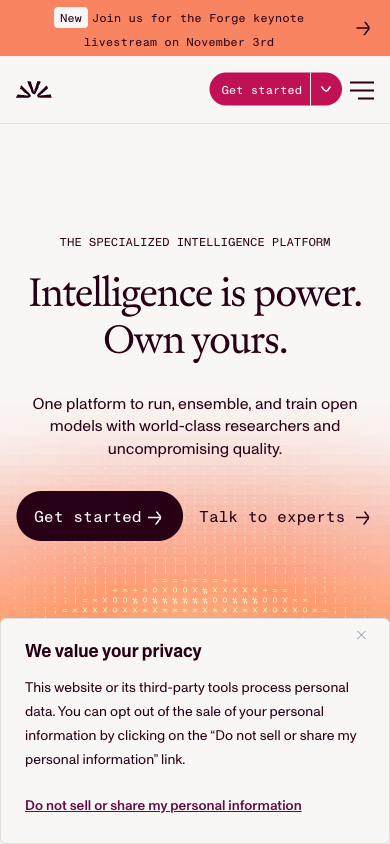 New Join us for the Forge keynote
livestream on November 3rd
Get started
THE SPECIALIZED INTELLIGENCE PLATFORM
Intelligence is power.
Own yours.
One platform to run, ensemble, and train open
models with world-class researchers and
uncompromising quality.
Get started
Talk to experts
We value your privacy
This website or its third-party tools process personal
data. You can opt out of the sale of your personal
information by clicking on the “Do not sell or share my
personal information” link.
Do not sell or share my personal information